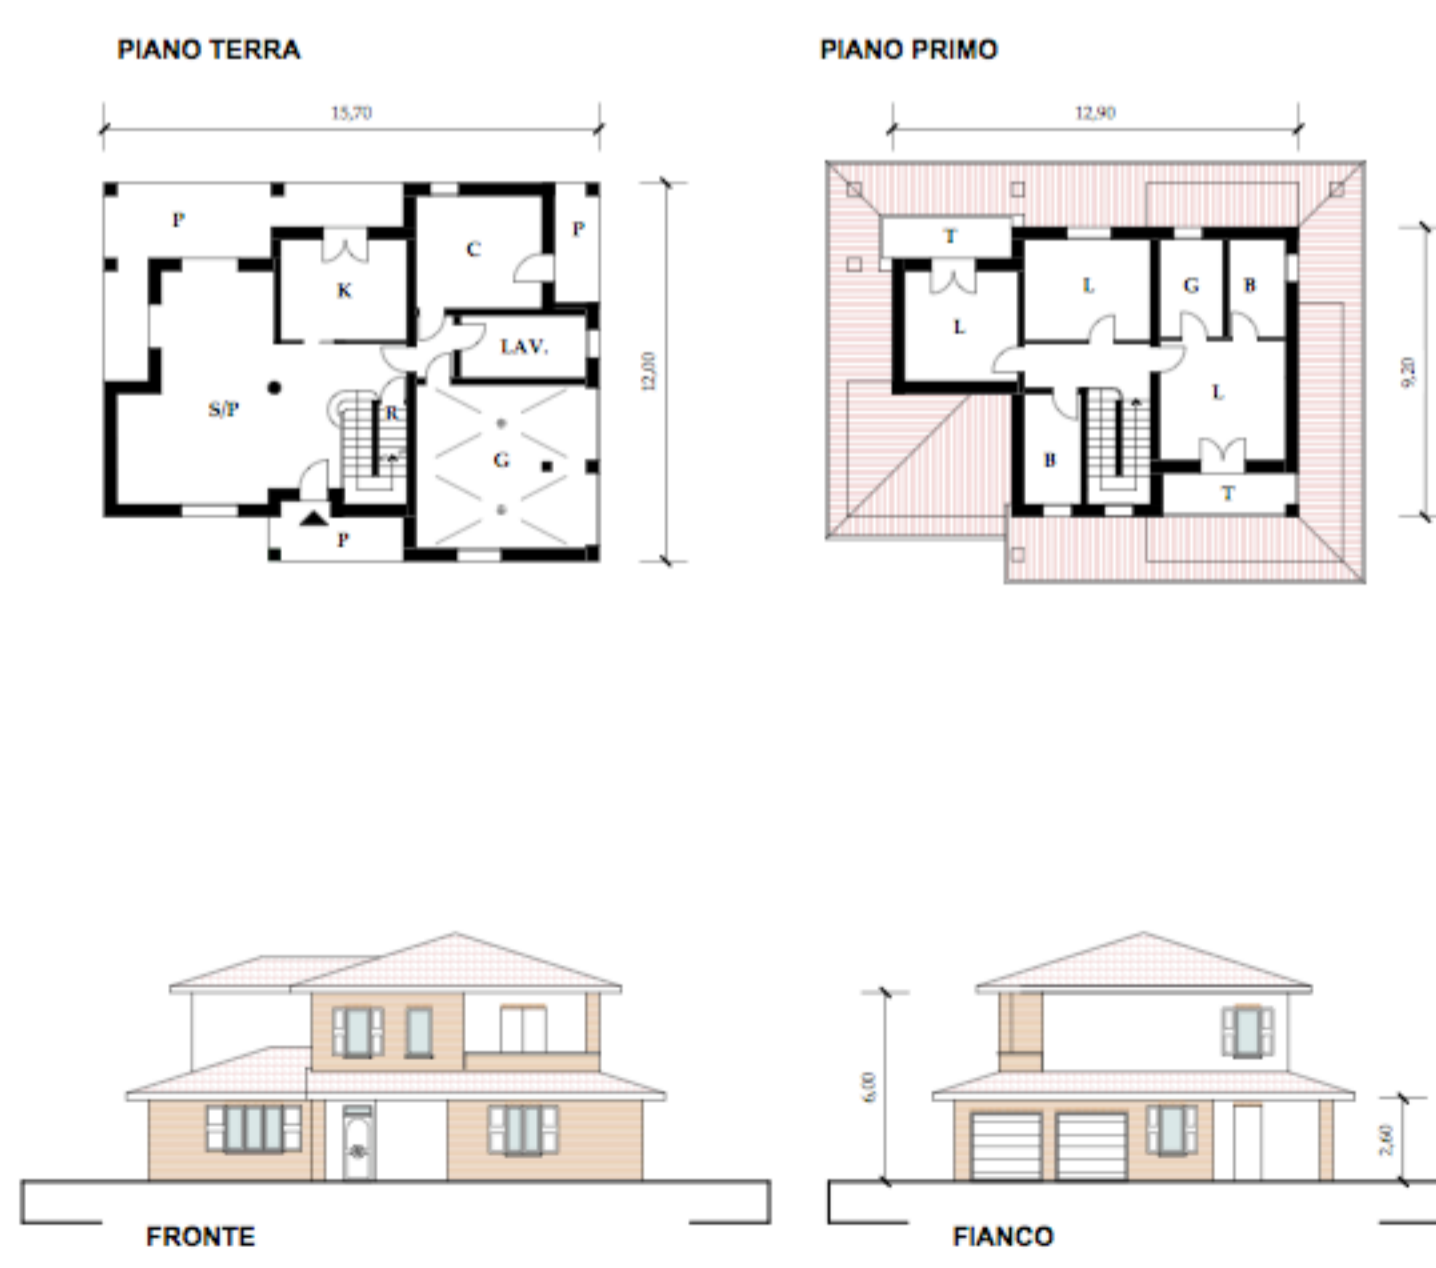 PIANO TERRA
PIANO PRIMO
15,70
12,90
P
P
C
K
LAV.
S/P
R
G
P
12,00
T
L
G
B
L
L
B
T
9,20
6,00
2,60
FRONTE
FIANCO